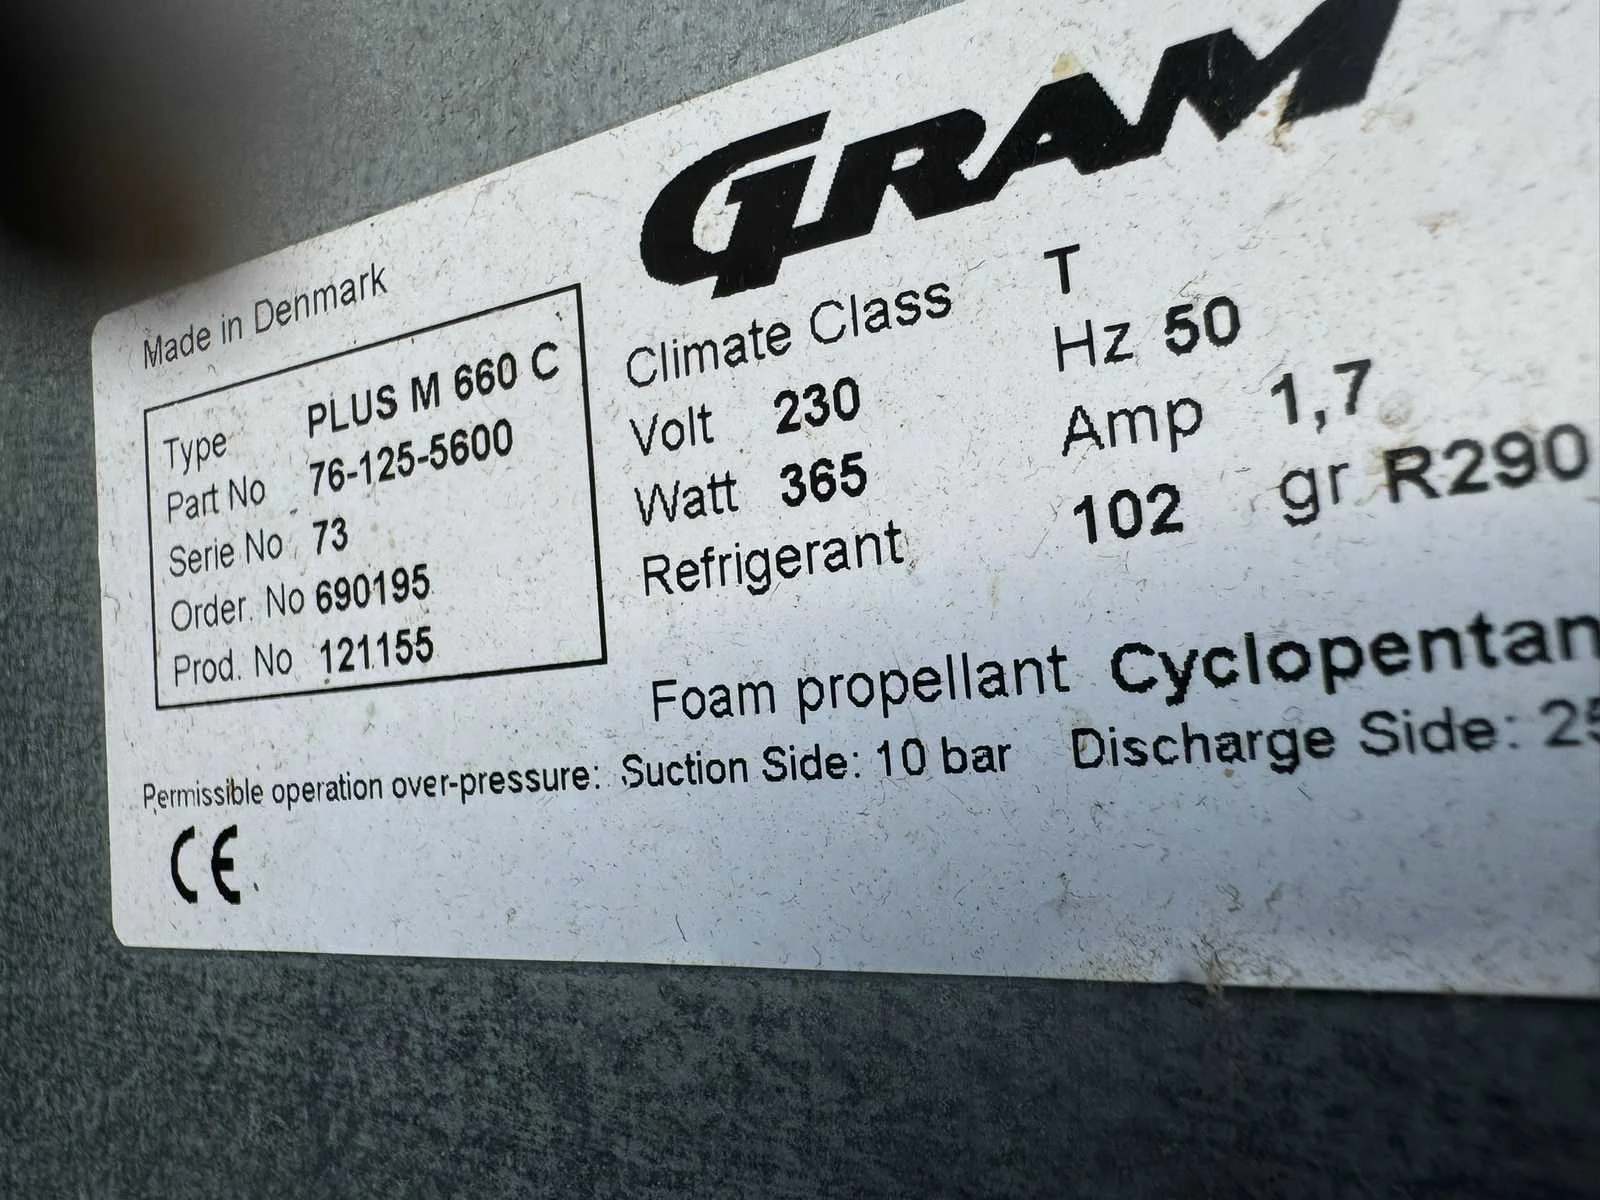 GRAM
Made in Denmark
Type PLUS M 660 C
Part No 76-125-5600
Serie No 73
Order. No 690195
Prod. No 121155
Climate Class T
Volt 230 Hz 50
Watt 365 Amp 1,7
Refrigerant 102 gr R290
Foam propellant Cyclopentan
Permissible operation over-pressure: Suction Side: 10 bar Discharge Side: 25
CE